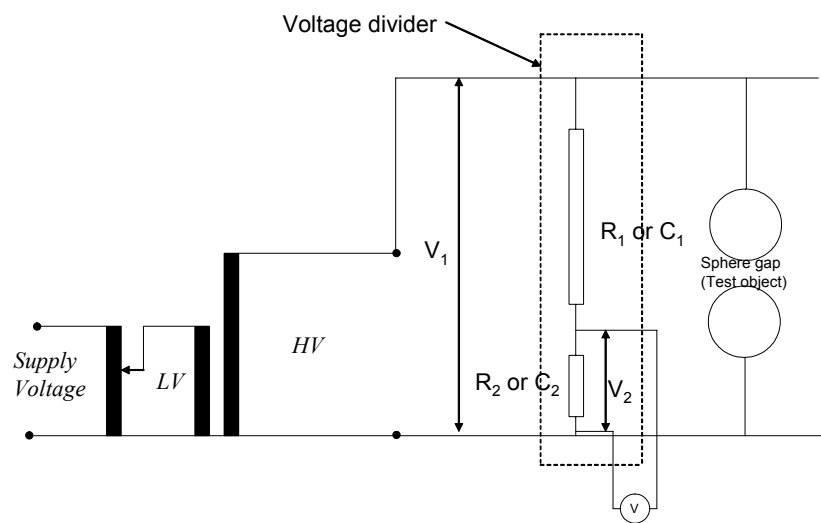 Voltage divider
V₁
R₁ or C₁
Sphere gap
(Test object)
HV
Supply
Voltage
LV
R₂ or C₂
V₂
V